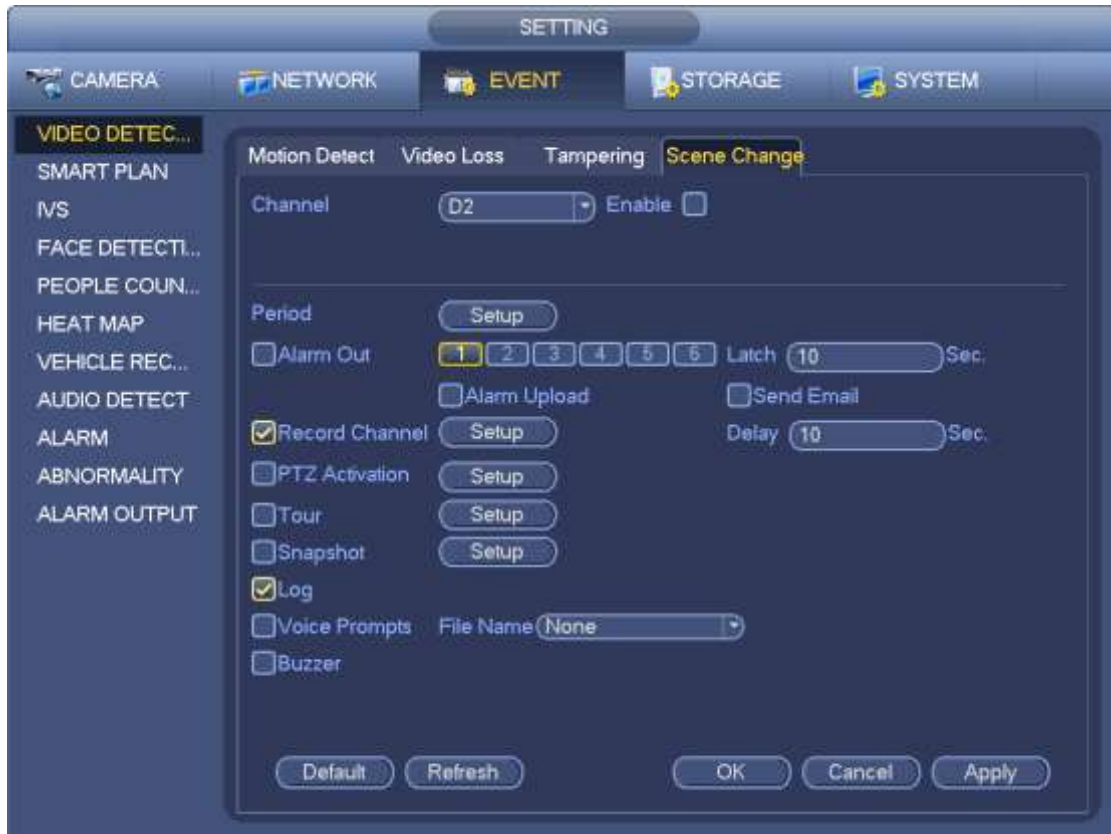 SETTING
CAMERA NETWORK EVENT STORAGE SYSTEM
VIDEO DETEC...
SMART PLAN
IVS
FACE DETECTI...
PEOPLE COUN...
HEAT MAP
VEHICLE REC...
AUDIO DETECT
ALARM
ABNORMALITY
ALARM OUTPUT
Motion Detect Video Loss Tampering Scene Change
Channel D2 Enable
Period Setup
Alarm Out 1 2 3 4 5 6 Latch 10 Sec.
Alarm Upload Send Email
Record Channel Setup Delay 10 Sec.
PTZ Activation Setup
Tour Setup
Snapshot Setup
Log
Voice Prompts File Name None
Buzzer
Default Refresh OK Cancel Apply